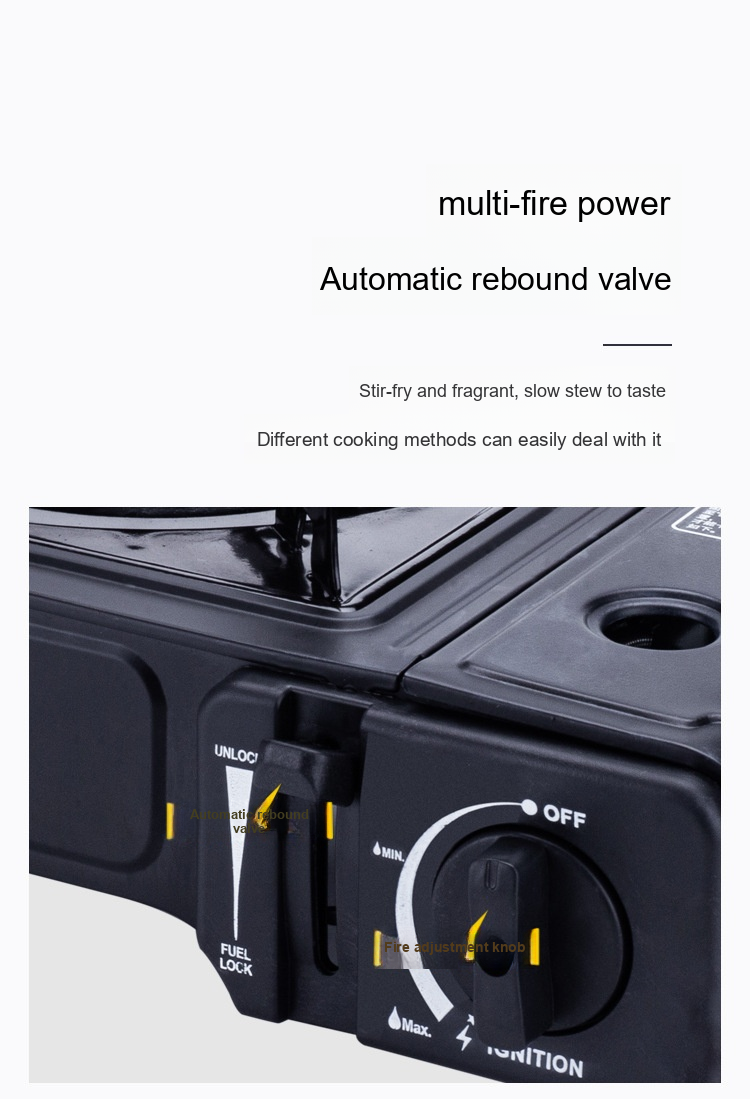 multi-fire power
Automatic rebound valve
Stir-fry and fragrant, slow stew to taste
Different cooking methods can easily deal with it
UNLOCK
Automatic rebound
valve
FUEL
LOCK
OFF
MIN.
Fire adjustment knob
Max.
IGNITION